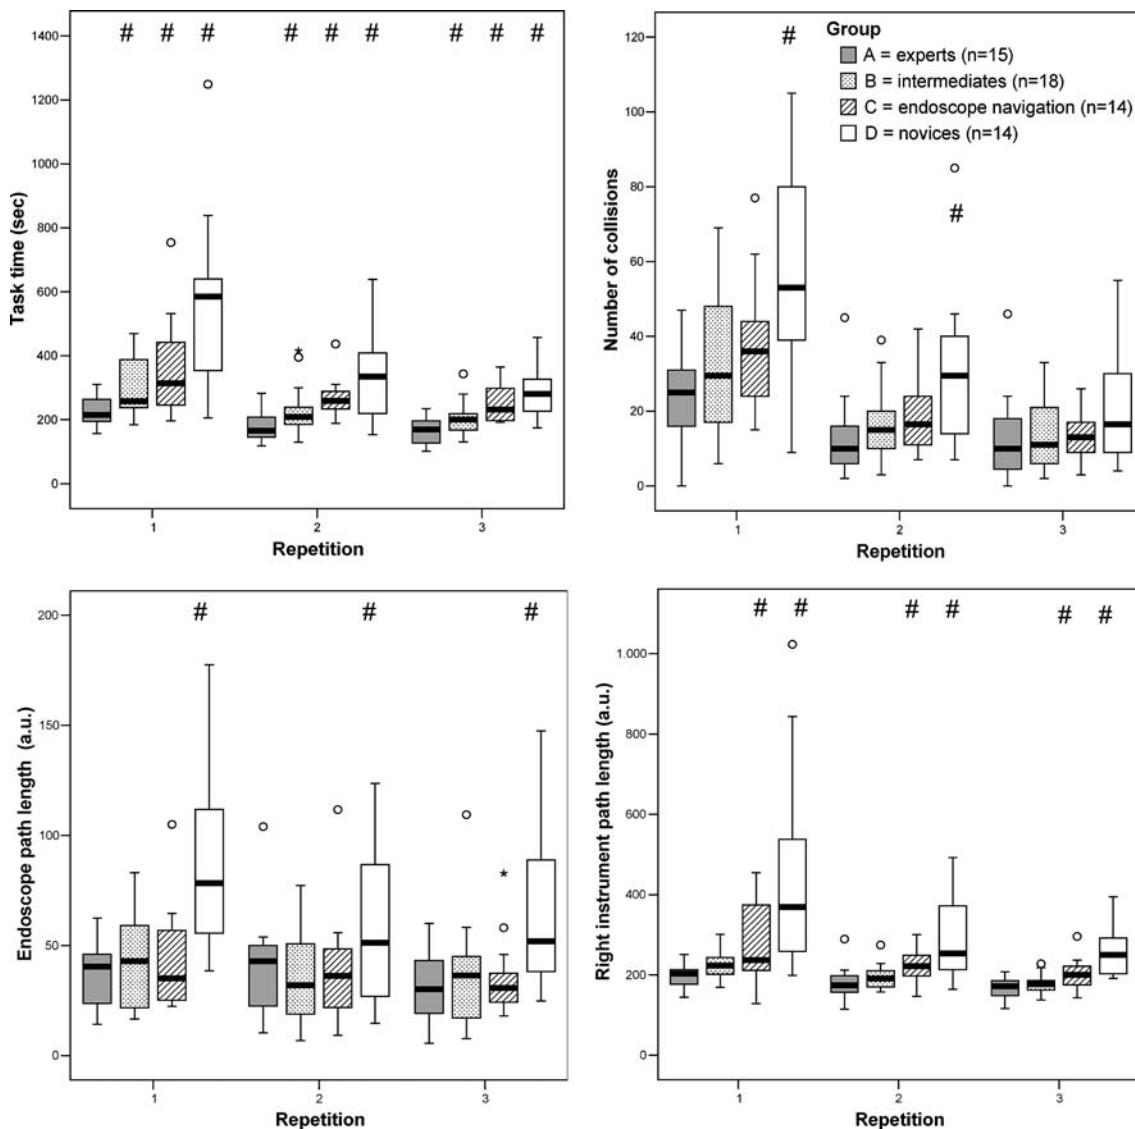 # # # # # # # # #
1400
1200
1000
800
600
400
200
0
Task time (sec)
1 2 3
Repetition
#
#
Group
A = experts (n=15)
B = intermediates (n=18)
C = endoscope navigation (n=14)
D = novices (n=14)
120
100
80
60
40
20
0
Number of collisions
1 2 3
Repetition
# # #
200
150
100
50
0
Endoscope path length (a.u.)
1 2 3
Repetition
# # # # # #
1.000
800
600
400
200
0
Right instrument path length (a.u.)
1 2 3
Repetition